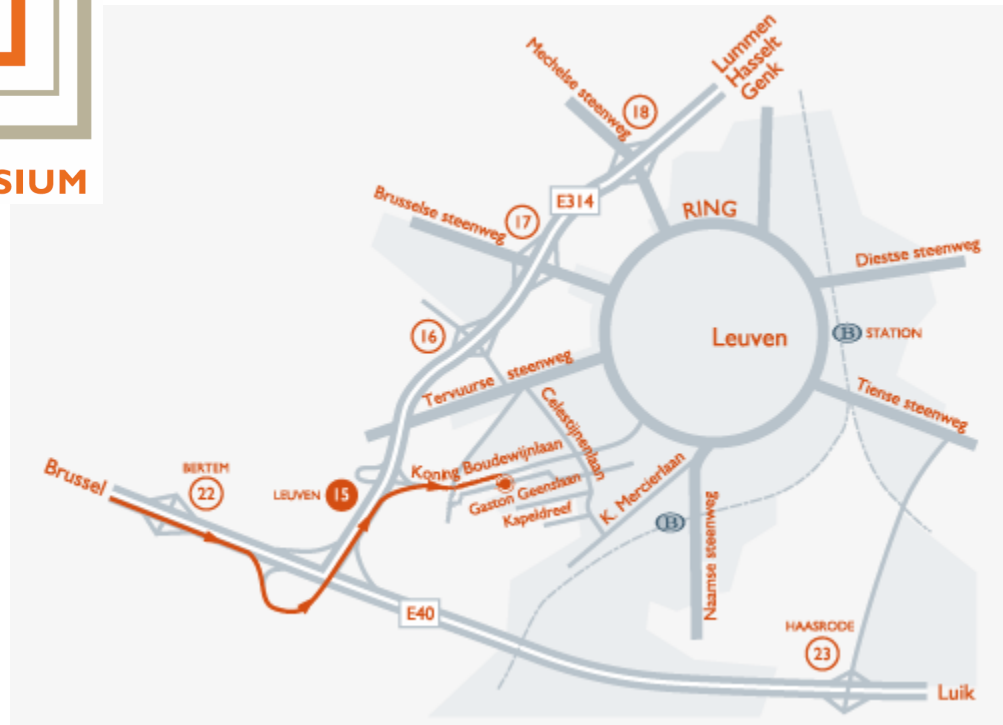 SIUM
Lummen
Hasselt
Genk
Mechelse steenweg
18
E314
RING
Brusselse steenweg
17
Diestse steenweg
16
Leuven
B STATION
Tervuurse steenweg
Celestijnenlaan
Tiense steenweg
Brussel
BERTEM
22
LEUVEN 15
Koning Boudewijnlaan
Gaston Geenslaan
Kapeldreef
K. Mercierlaan
B
Naamse steenweg
E40
HAASRODE
23
Luik